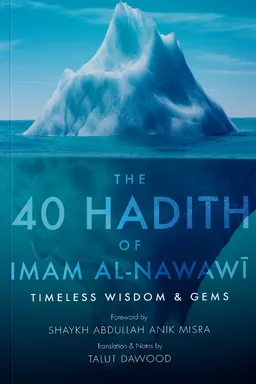 THE
40 HADITH
OF
IMAM AL-NAWAWĪ
TIMELESS WISDOM & GEMS
Foreword by
SHAYKH ABDULLAH ANIK MISRA
Translation & Notes by
TALUT DAWOOD